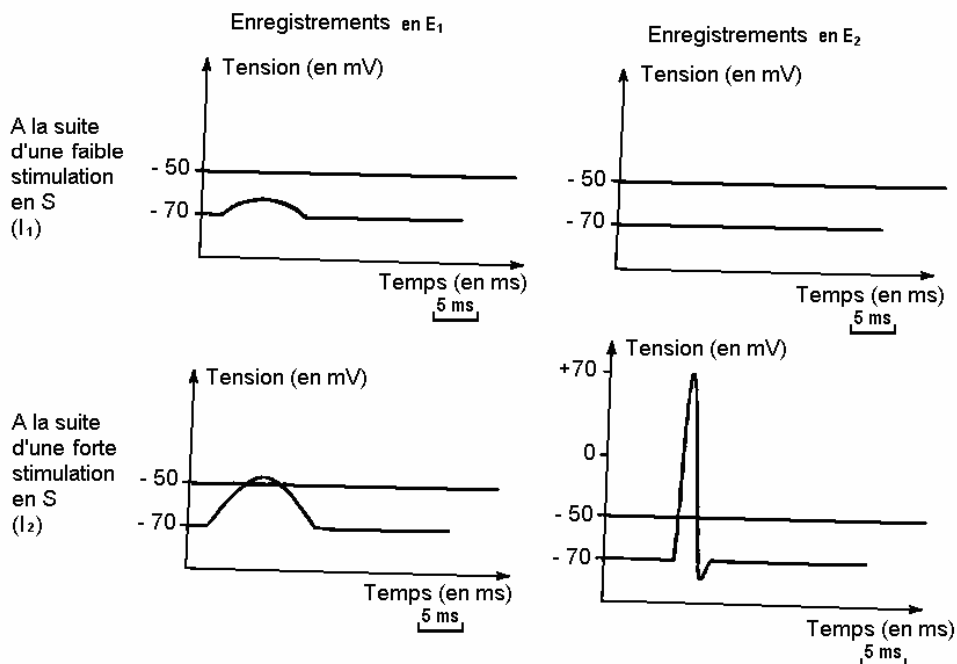 Enregistrements en E₁
Enregistrements en E₂
A la suite
d'une faible
stimulation
en S
(I₁)
Tension (en mV)
- 50
- 70
Temps (en ms)
5 ms
Tension (en mV)
- 50
- 70
Temps (en ms)
5 ms
A la suite
d'une forte
stimulation
en S
(I₂)
Tension (en mV)
- 50
- 70
Temps (en ms)
5 ms
Tension (en mV)
+70
0
- 50
- 70
Temps (en ms)
5 ms